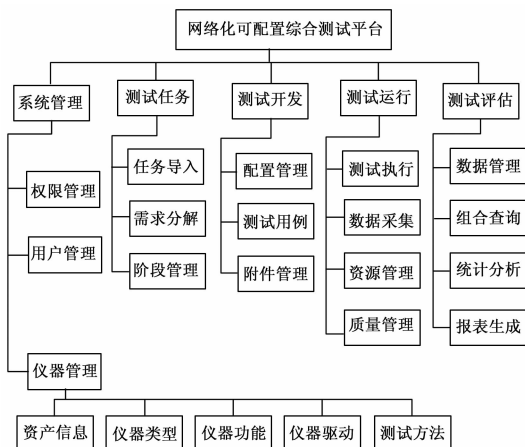 网络化可配置综合测试平台
系统管理
测试任务
测试开发
测试运行
测试评估
权限管理
用户管理
仪器管理
任务导入
需求分解
阶段管理
配置管理
测试用例
附件管理
测试执行
数据采集
资源管理
质量管理
数据管理
组合查询
统计分析
报表生成
资产信息
仪器类型
仪器功能
仪器驱动
测试方法